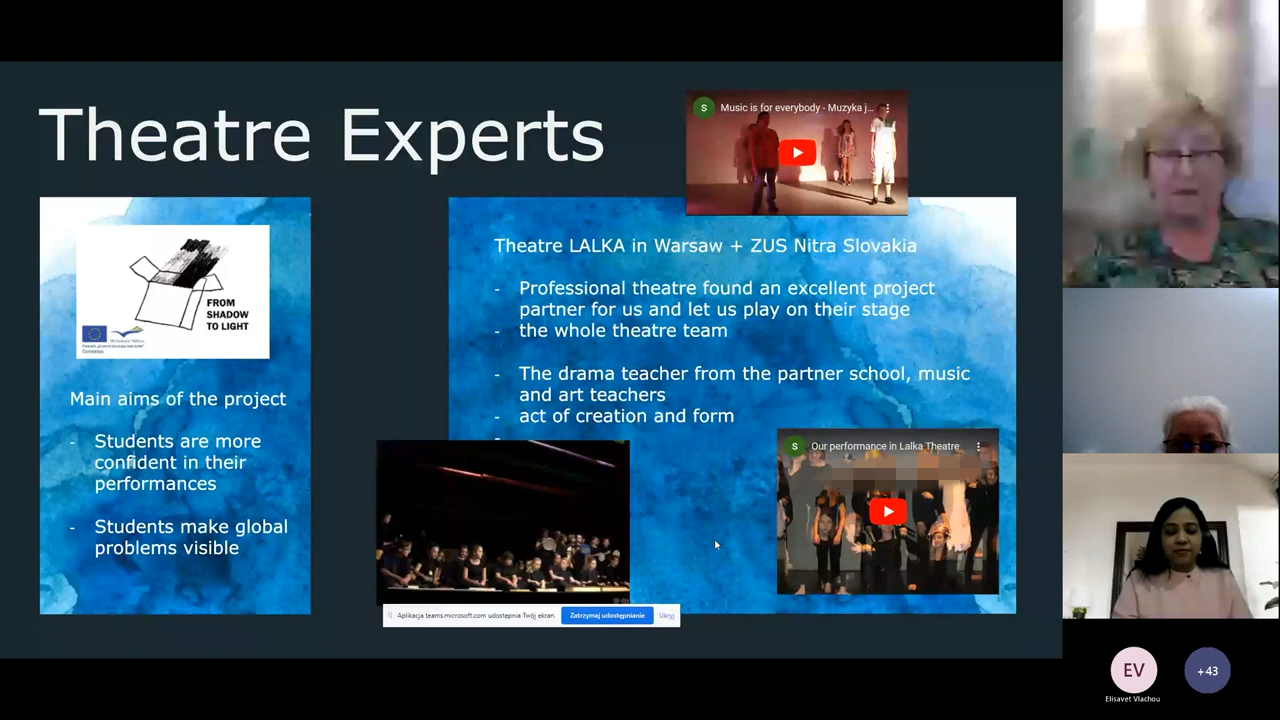 Theatre Experts
S Music is for everybody - Muzyka j...
FROM
SHADOW
TO LIGHT
Comenius
Main aims of the project
- Students are more
confident in their
performances
- Students make global
problems visible
Theatre LALKA in Warsaw + ZUS Nitra Slovakia
- Professional theatre found an excellent project
partner for us and let us play on their stage
- the whole theatre team
- The drama teacher from the partner school, music
and art teachers
- act of creation and form
-
S Our performance in Lalka Theatre
Aplikacja teams.microsoft.com udostępnia Twój ekran. Zatrzymaj udostępnianie Ukryj
EV
+43
Elisavet Vlachou